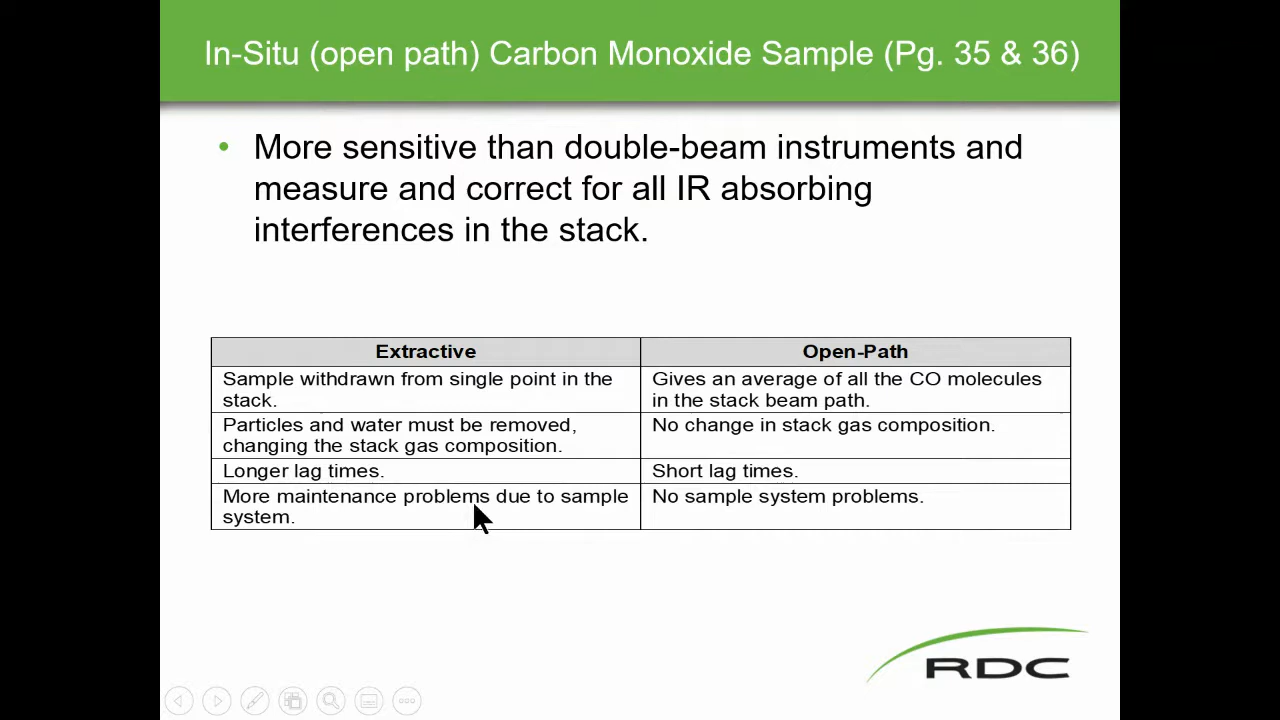 In-Situ (open path) Carbon Monoxide Sample (Pg. 35 & 36)
• More sensitive than double-beam instruments and
measure and correct for all IR absorbing
interferences in the stack.
Extractive
Open-Path
Sample withdrawn from single point in the
stack.
Gives an average of all the CO molecules
in the stack beam path.
Particles and water must be removed,
changing the stack gas composition.
No change in stack gas composition.
Longer lag times.
Short lag times.
More maintenance problems due to sample
system.
No sample system problems.
RDC